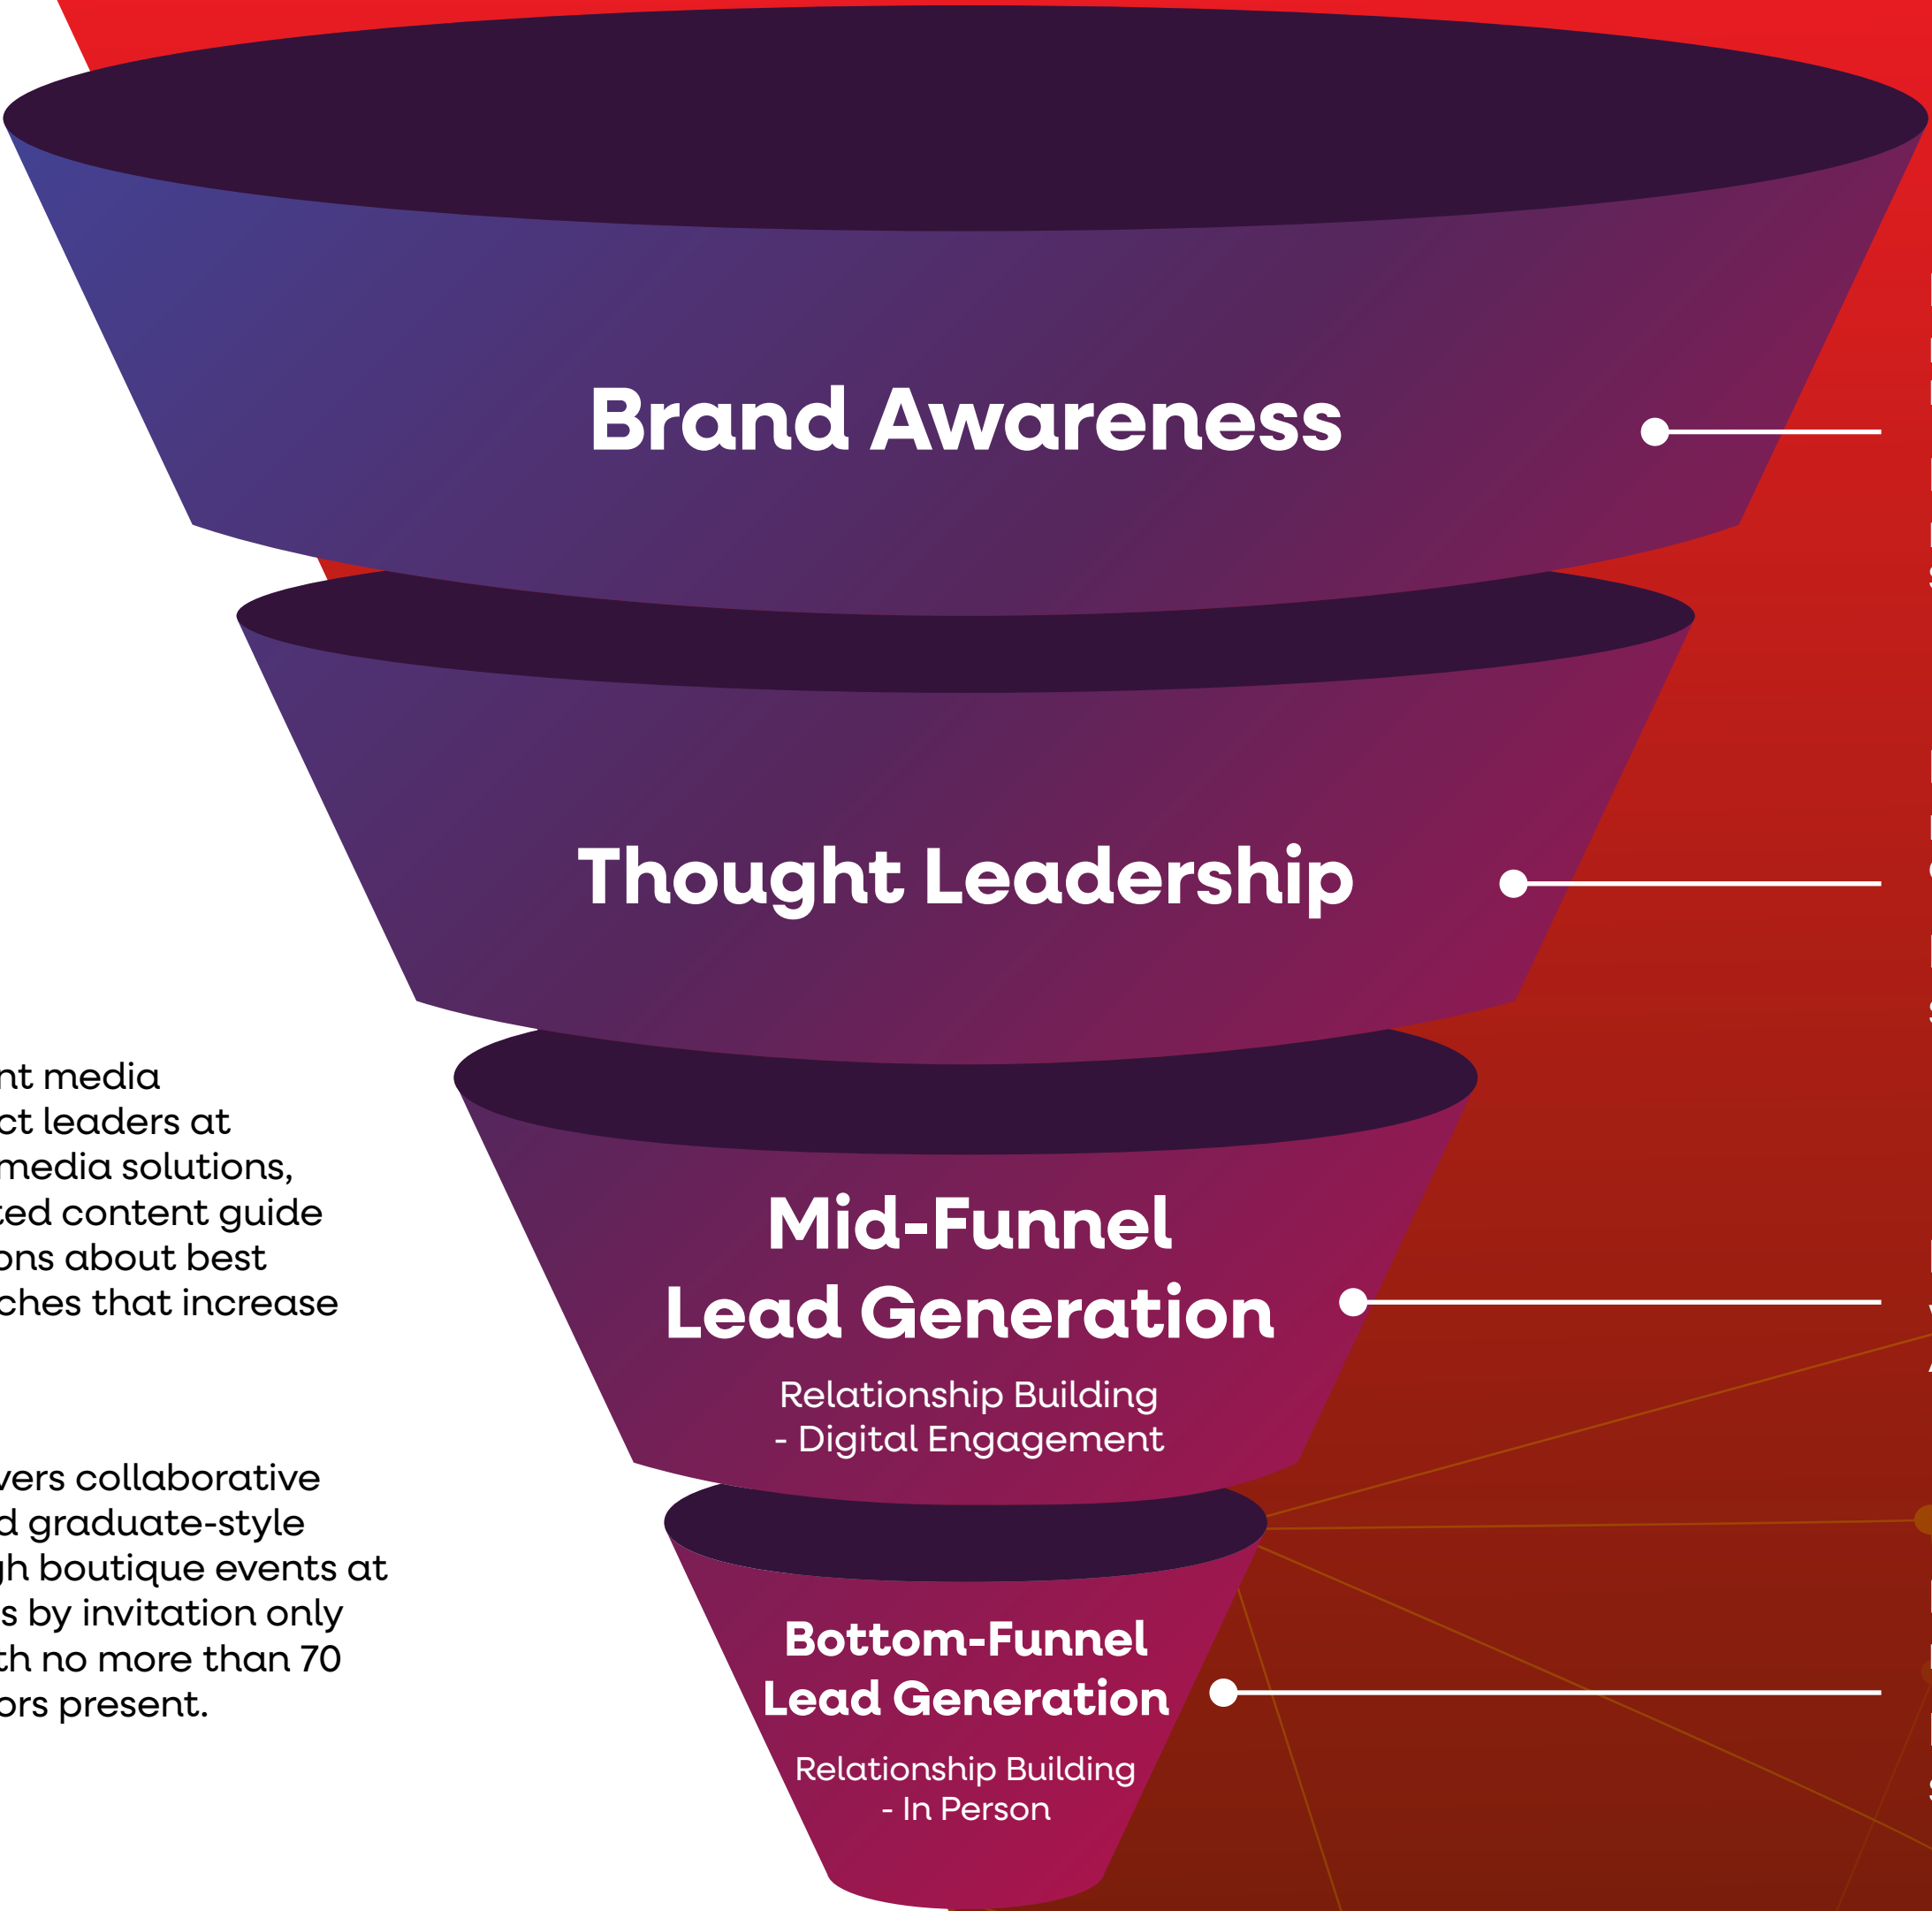 Brand Awareness
Thought Leadership
nt media
ct leaders at
media solutions,
ted content guide
ons about best
ches that increase
Mid-Funnel
Lead Generation
Relationship Building
- Digital Engagement
vers collaborative
d graduate-style
gh boutique events at
s by invitation only
th no more than 70
ors present.
Bottom-Funnel
Lead Generation
Relationship Building
- In Person